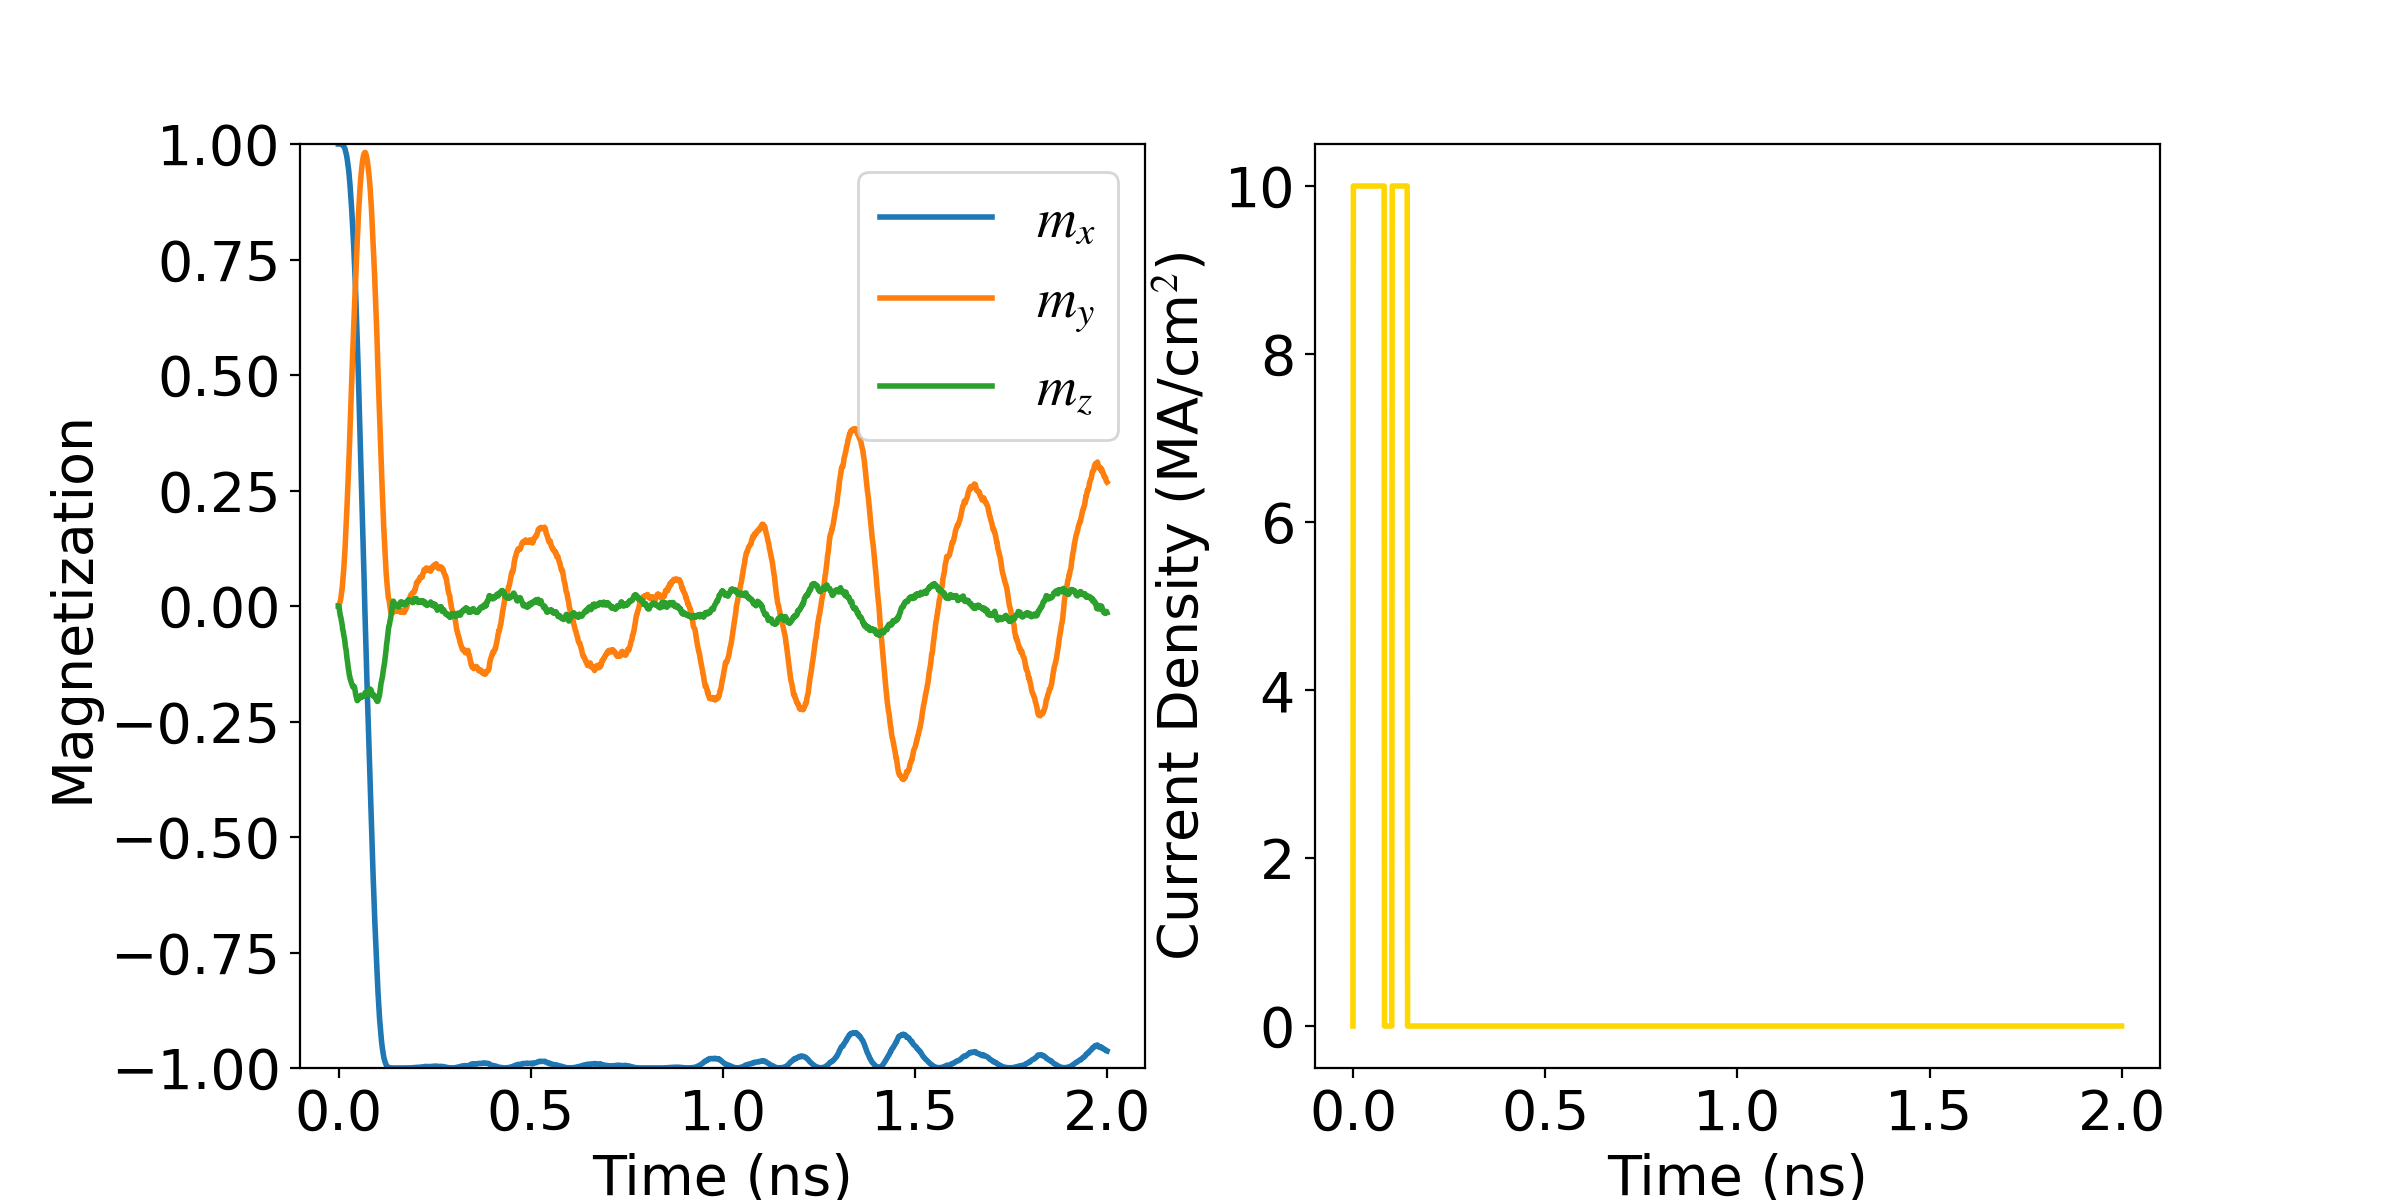 Magnetization
1.00
0.75
0.50
0.25
0.00
−0.25
−0.50
−0.75
−1.00
0.0 0.5 1.0 1.5 2.0
Time (ns)
m_x
m_y
m_z
Current Density (MA/cm²)
10
8
6
4
2
0
0.0 0.5 1.0 1.5 2.0
Time (ns)